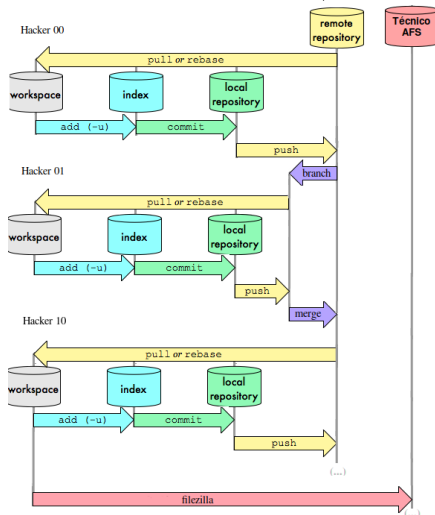 remote
repository
Técnico
AFS
Hacker 00
pull or rebase
workspace
index
local
repository
add (-u)
commit
push
Hacker 01
branch
pull or rebase
workspace
index
local
repository
add (-u)
commit
push
merge
Hacker 10
pull or rebase
workspace
index
local
repository
add (-u)
commit
push
(...)
filezilla
(...)